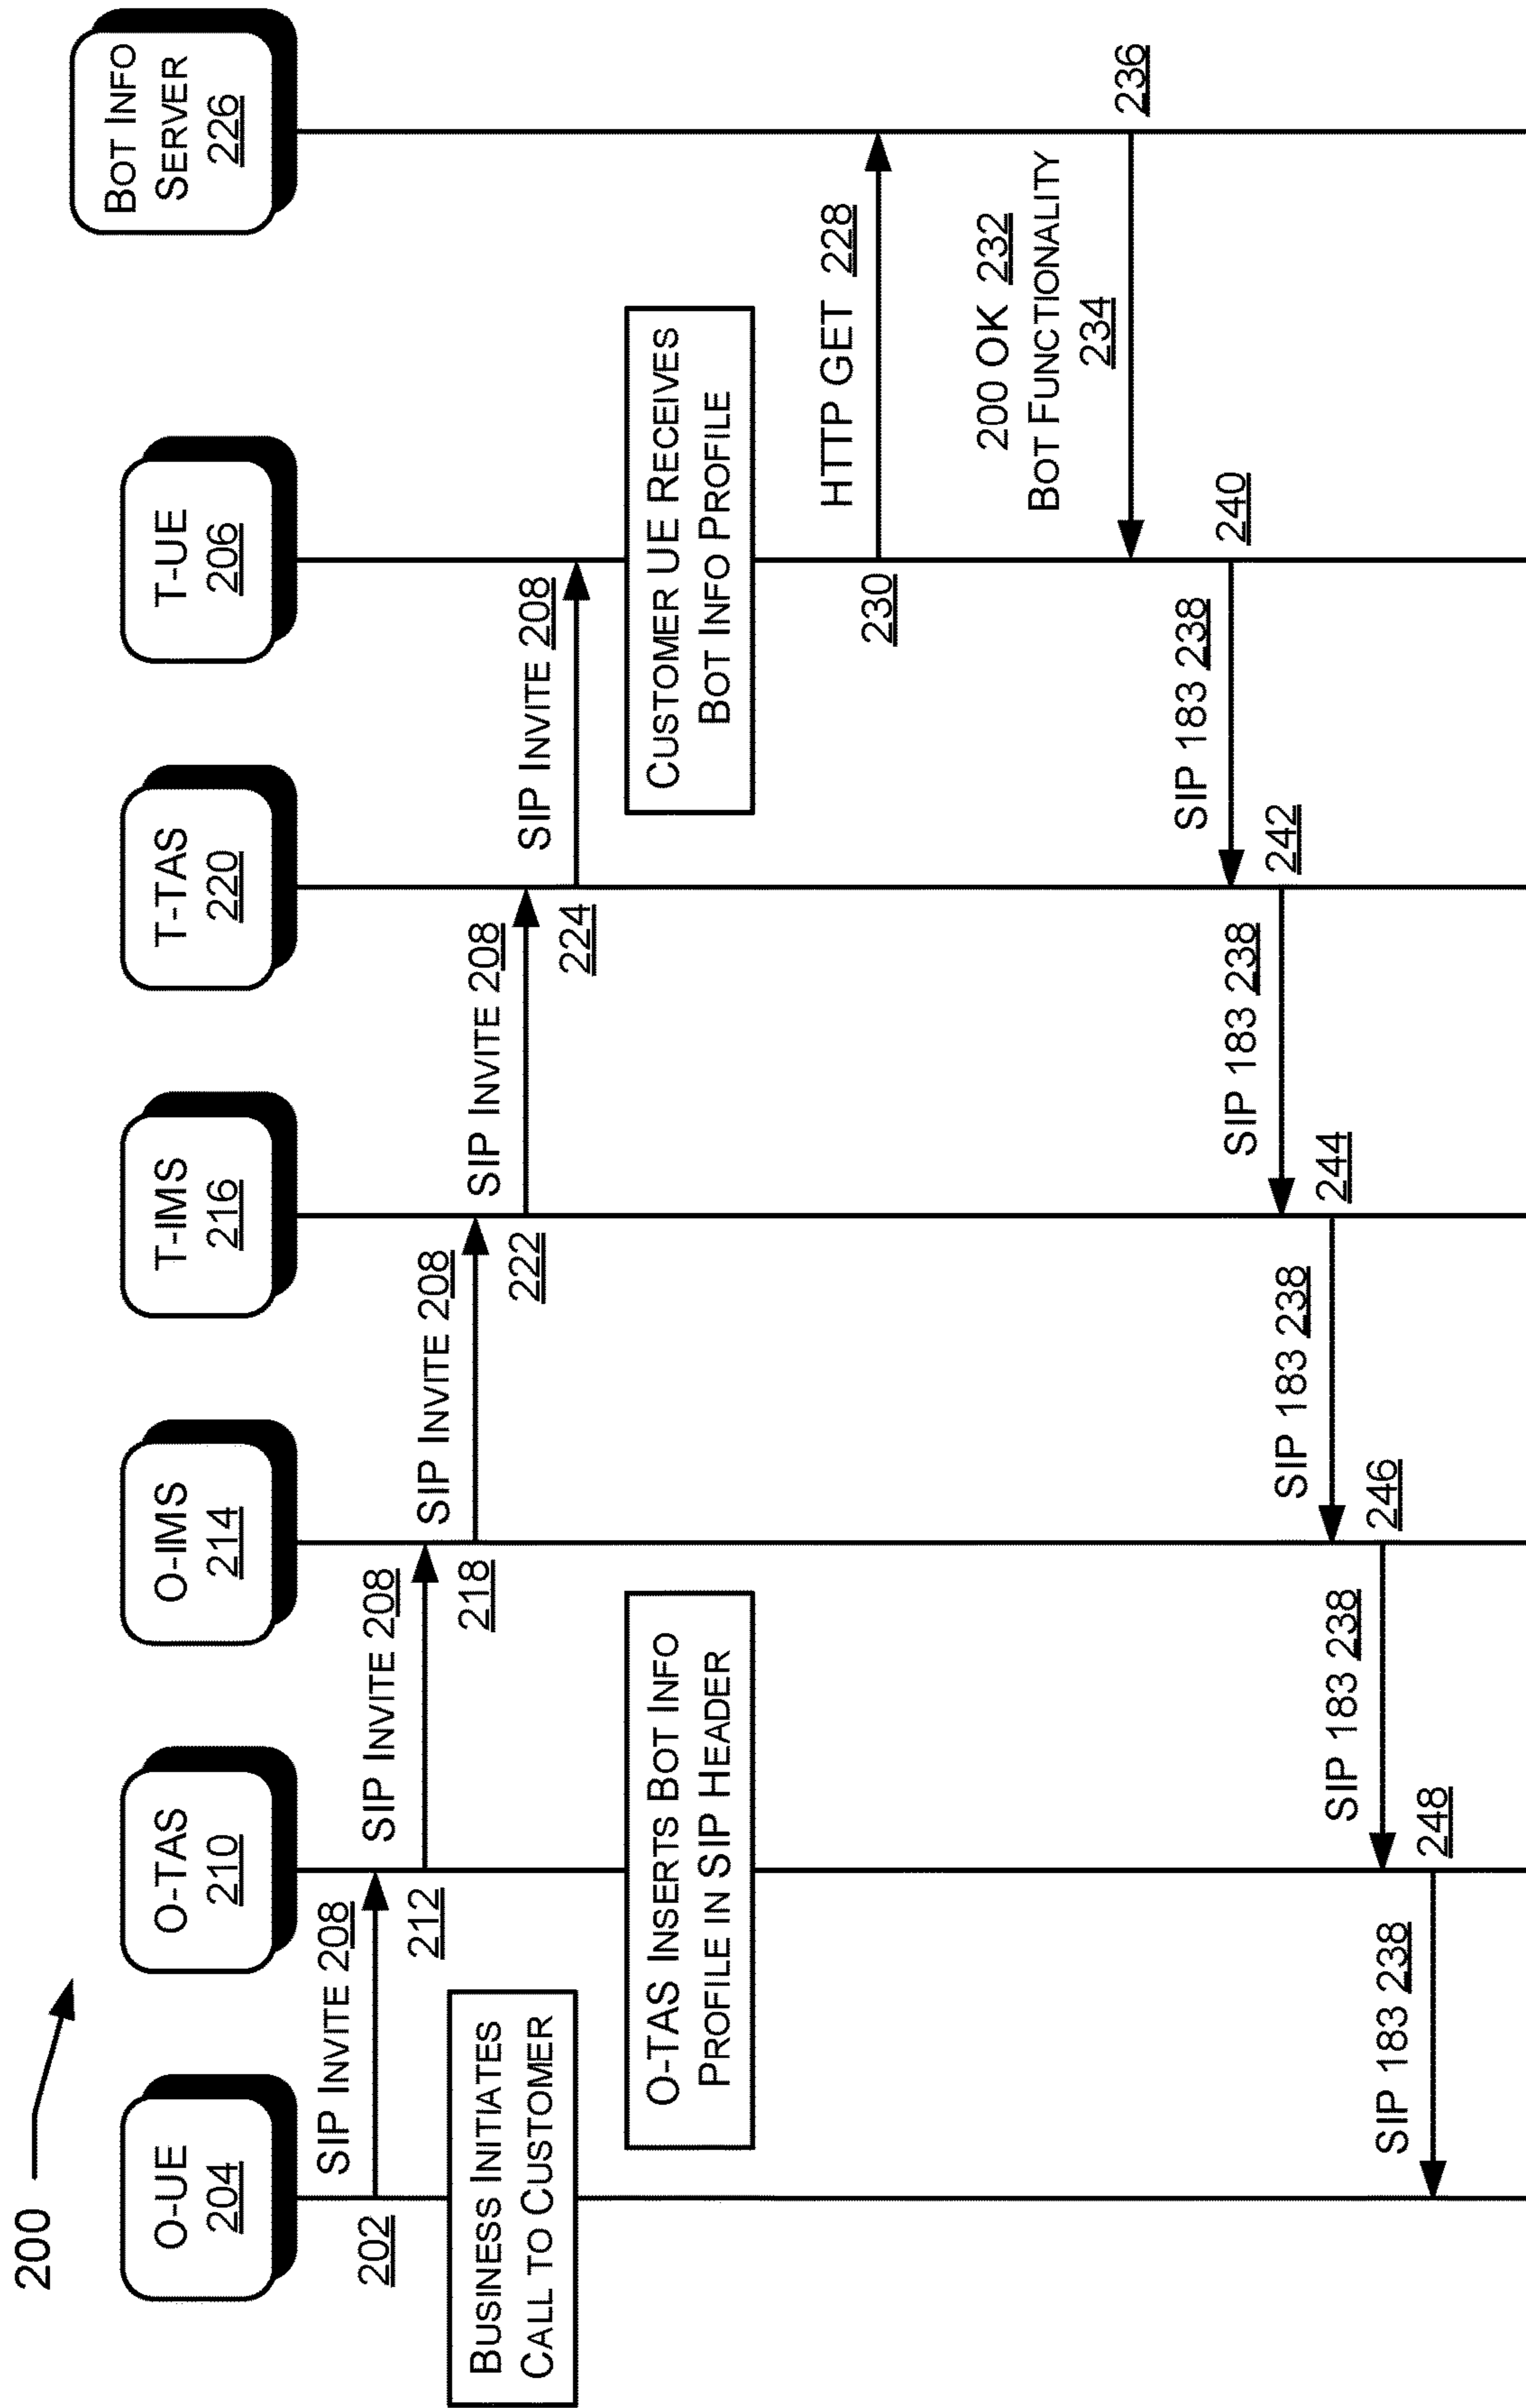 200
O-UE
204
O-TAS
210
O-IMS
214
T-IMS
216
T-TAS
220
T-UE
206
BOT INFO
SERVER
226
SIP INVITE 208
202
BUSINESS INITIATES
CALL TO CUSTOMER
SIP INVITE 208
212
O-TAS INSERTS BOT INFO
PROFILE IN SIP HEADER
SIP INVITE 208
218
SIP INVITE 208
222
SIP INVITE 208
224
CUSTOMER UE RECEIVES
BOT INFO PROFILE
HTTP GET 228
230
200 OK 232
BOT FUNCTIONALITY
234
236
SIP 183 238
240
SIP 183 238
242
SIP 183 238
244
SIP 183 238
246
SIP 183 238
248